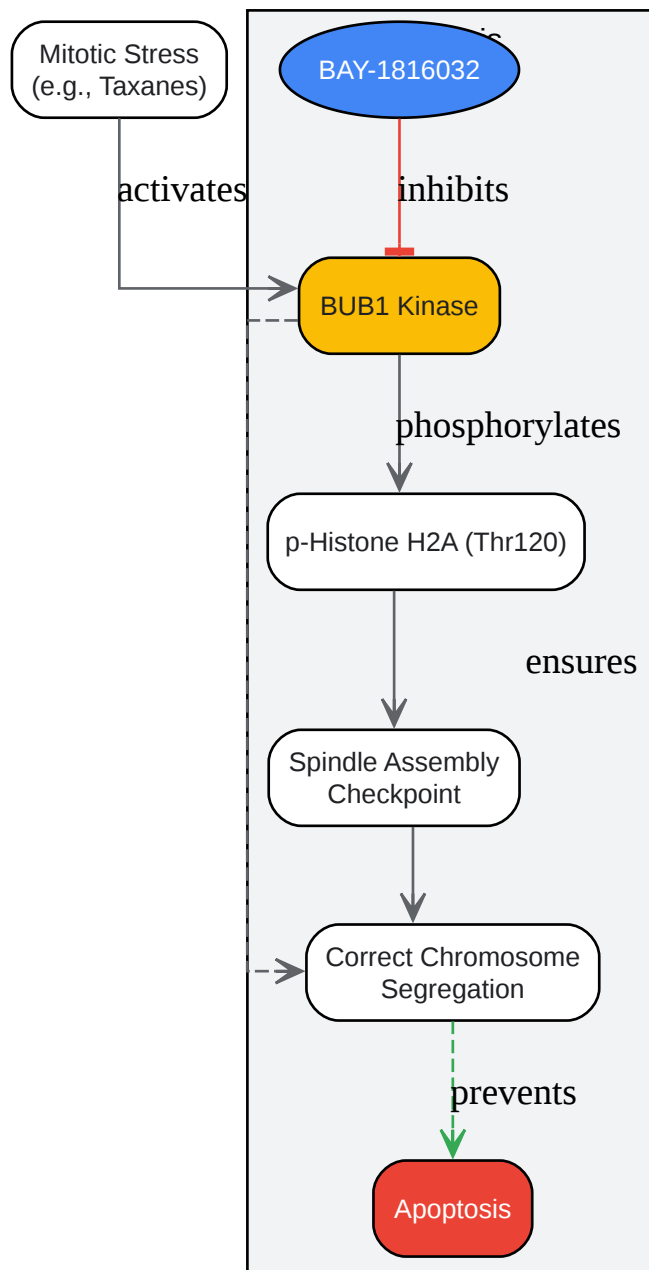 Mitotic Stress
(e.g., Taxanes)
BAY-1816032
activates
inhibits
BUB1 Kinase
phosphorylates
p-Histone H2A (Thr120)
ensures
Spindle Assembly
Checkpoint
Correct Chromosome
Segregation
prevents
Apoptosis